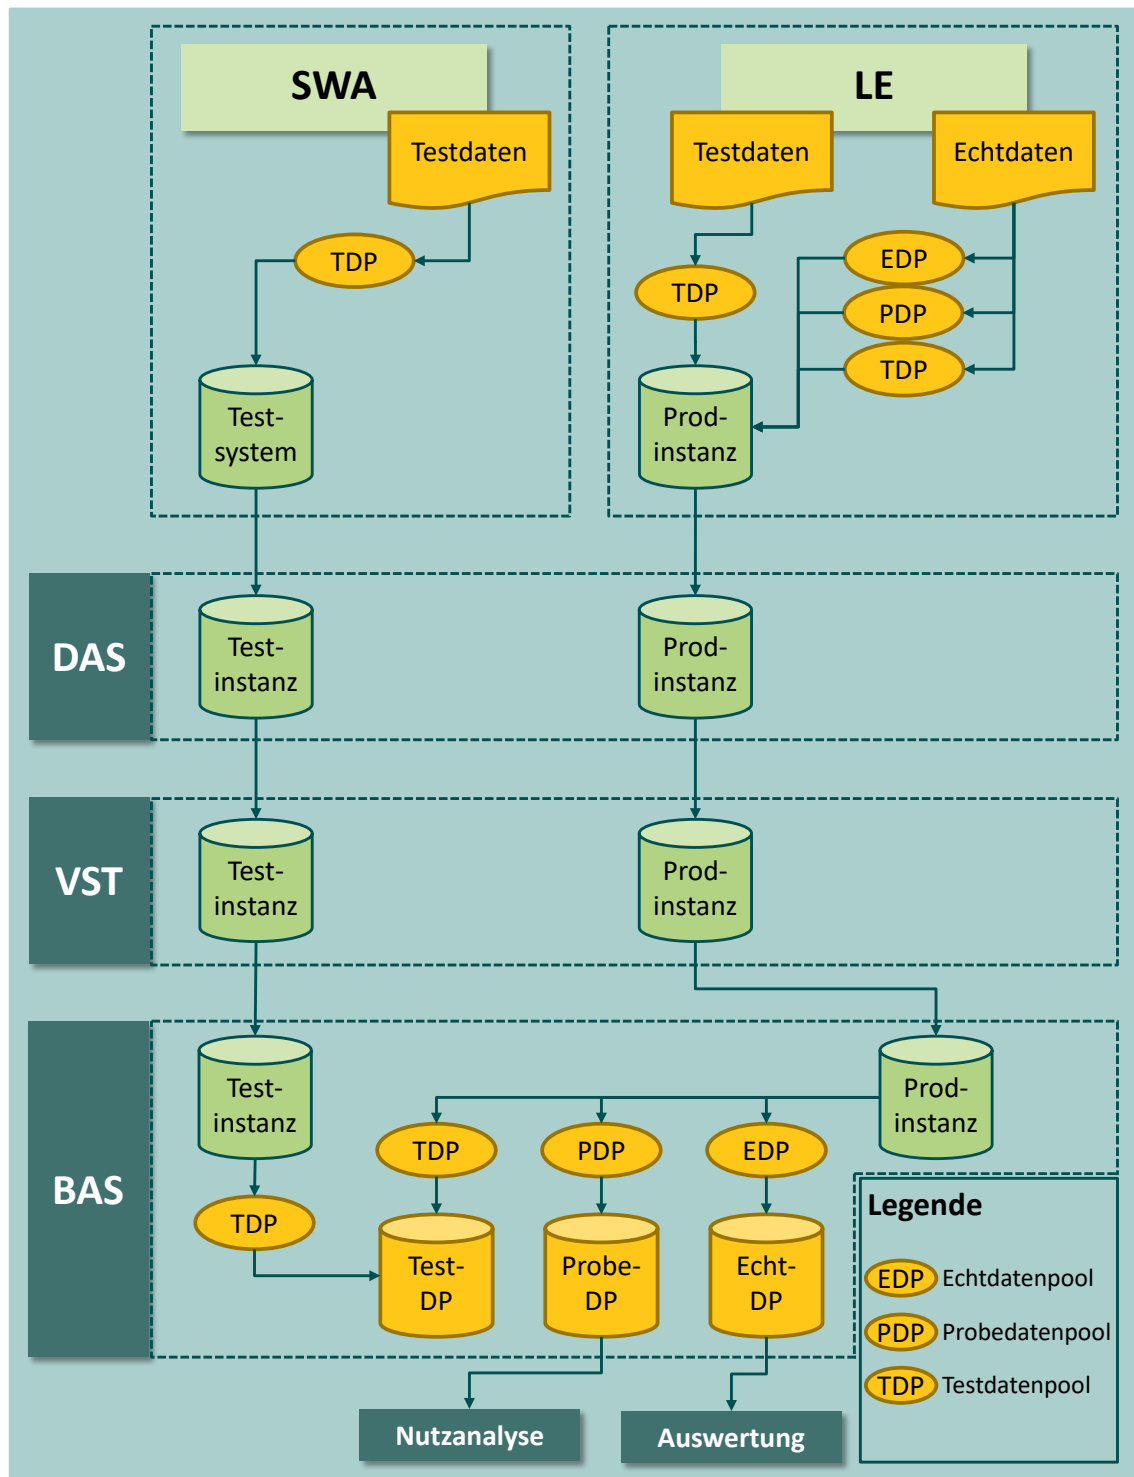 SWA
Testdaten
TDP
Test-
system
LE
Testdaten
Echtdaten
TDP
EDP
PDP
TDP
Prod-
instanz
DAS
Test-
instanz
Prod-
instanz
VST
Test-
instanz
Prod-
instanz
BAS
Test-
instanz
TDP
Prod-
instanz
TDP
PDP
EDP
Test-
DP
Probe-
DP
Echt-
DP
Legende
EDP Echtdatenpool
PDP Probedatenpool
TDP Testdatenpool
Nutzanalyse
Auswertung